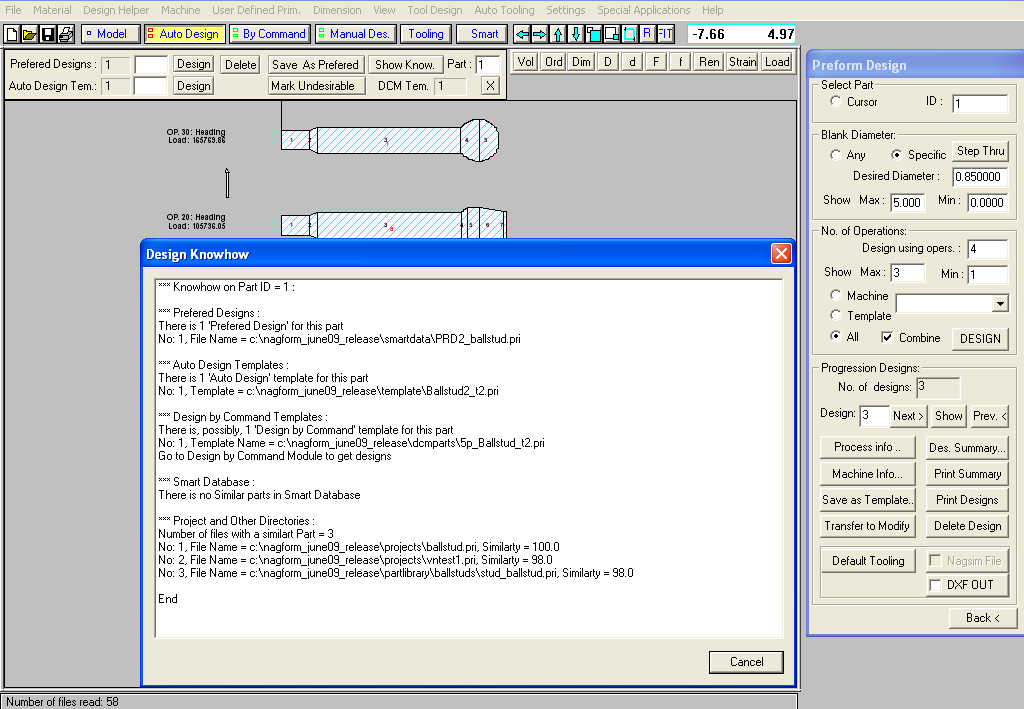 File Material Design Helper Machine User Defined Prim. Dimension View Tool Design Auto Tooling Settings Special Applications Help
Model Auto Design By Command Manual Des. Tooling Smart R FIT -7.66 4.97
Prefered Designs : 1 Design Delete Save As Prefered Show Know. Part : 1 Vol Ord Dim D d F f Ren Strain Load
Auto Design Tem.: 1 Design Mark Undesirable DCM Tem. 1 X
OP. 30: Heading
Load: 165769.86
1 2 3 4 5
OP. 20: Heading
Load: 105736.05
1 2 3 8 4 5 6 7
Design Knowhow
*** Knowhow on Part ID = 1 :
*** Prefered Designs :
There is 1 'Prefered Design' for this part
No: 1, File Name = c:\nagform_june09_release\smartdata\PRD2_ballstud.pri
*** Auto Design Templates :
There is 1 'Auto Design' template for this part
No: 1, Template = c:\nagform_june09_release\template\Ballstud2_t2.pri
*** Design by Command Templates :
There is, possibly, 1 'Design by Command' template for this part
No: 1, Template Name = c:\nagform_june09_release\dcmparts\5p_Ballstud_t2.pri
Go to Design by Command Module to get designs
*** Smart Database :
There is no Similar parts in Smart Database
*** Project and Other Directories :
Number of files with a similart Part = 3
No: 1, File Name = c:\nagform_june09_release\projects\ballstud.pri, Similarty = 100.0
No: 2, File Name = c:\nagform_june09_release\projects\vntest1.pri, Similarty = 98.0
No: 3, File Name = c:\nagform_june09_release\partlibrary\ballstuds\stud_ballstud.pri, Similarty = 98.0
End
Cancel
Preform Design
Select Part
Cursor ID : 1
Blank Diameter:
Any Specific Step Thru
Desired Diameter : 0.850000
Show Max : 5.000 Min : 0.0000
No. of Operations:
Design using opers. : 4
Show Max : 3 Min : 1
Machine
Template
All Combine DESIGN
Progression Designs:
No. of designs: 3
Design: 3 Next > Show Prev. <
Process info .. Des. Summary...
Machine Info... Print Summary
Save as Template.. Print Designs
Transfer to Modify Delete Design
Default Tooling Nagsim File
DXF OUT
Back <
Number of files read: 58